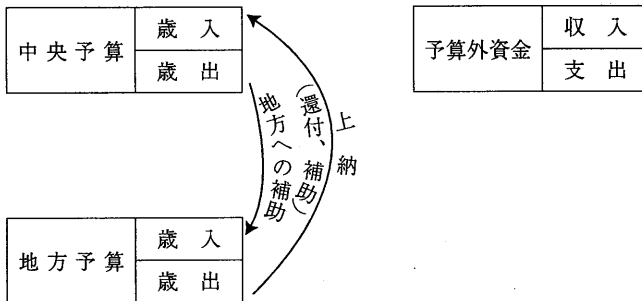 中央予算
歳入
歳出
予算外資金
収入
支出
地方への補助
(還付、補助)
上納
地方予算
歳入
歳出